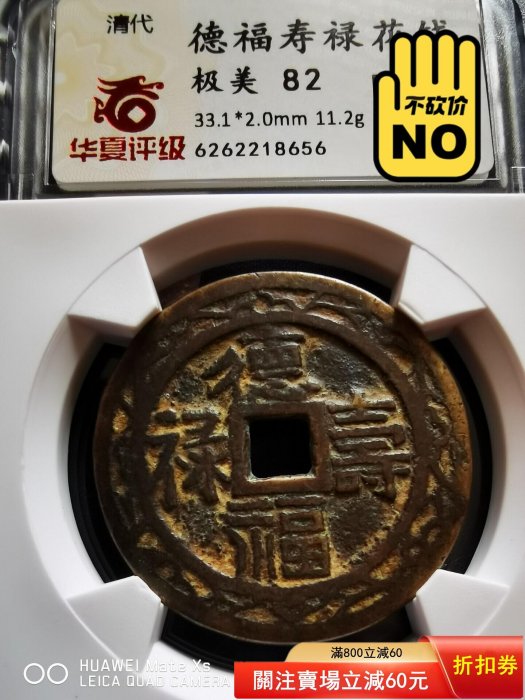 清代
德福寿禄花钱
极美 82
33.1*2.0mm 11.2g
6262218656
华夏评级
不砍价
NO
德
禄 壽
福
HUAWEI Mate Xs
LEICA QUAD CAMERA
滿800立減60
關注賣場立減60元
折扣券